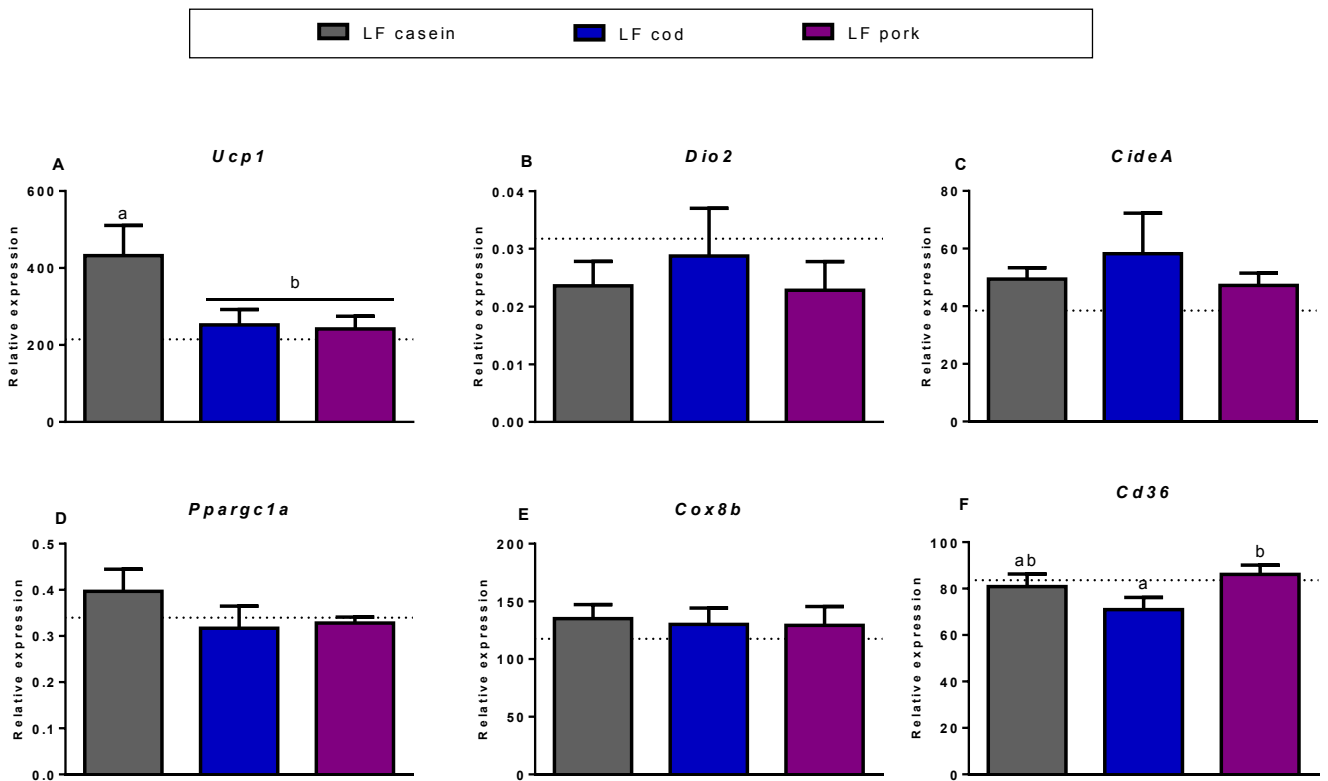 LF casein LF cod LF pork
A Ucp1
Relative expression
600
400
200
0
a
b
B Dio2
Relative expression
0.04
0.03
0.02
0.01
0.00
C CideA
Relative expression
80
60
40
20
0
D Ppargc1a
Relative expression
0.5
0.4
0.3
0.2
0.1
0.0
E Cox8b
Relative expression
200
150
100
50
0
F Cd36
Relative expression
100
80
60
40
20
0
ab
a
b